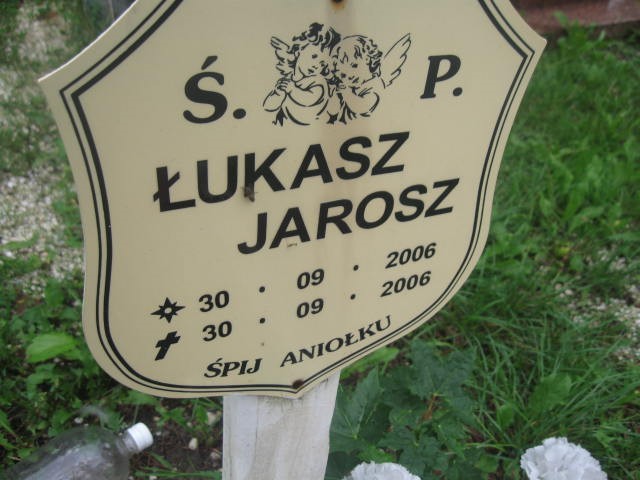 Ś. P.
ŁUKASZ
JAROSZ
30 . 09 . 2006
30 . 09 . 2006
ŚPIJ ANIOŁKU